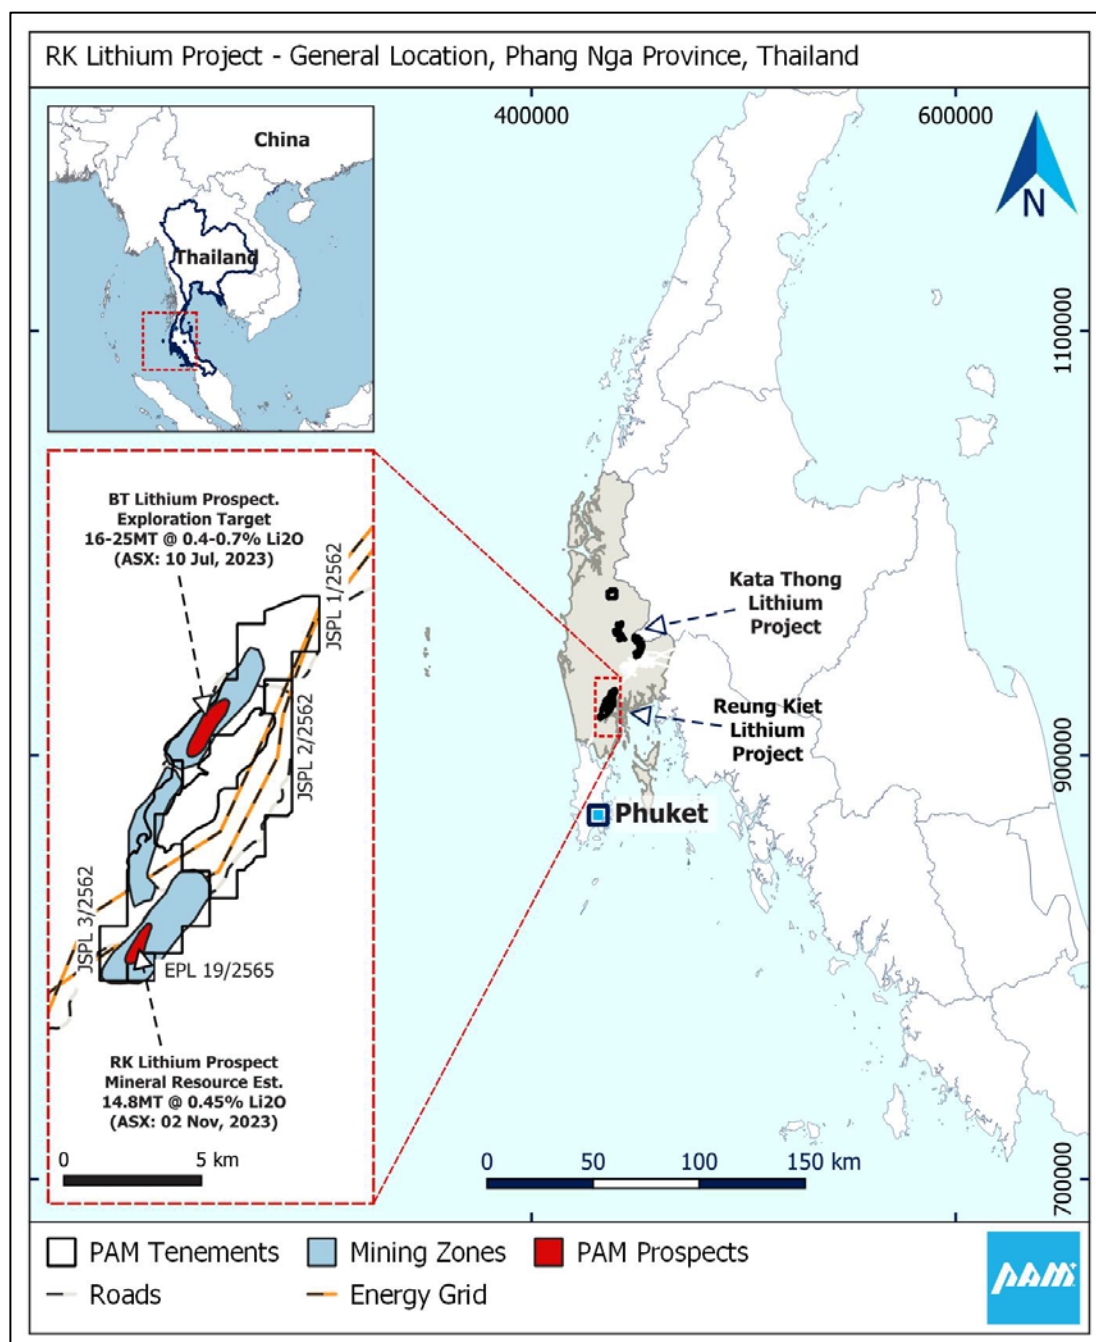 RK Lithium Project - General Location, Phang Nga Province, Thailand
400000
600000
China
Thailand
N
1100000
BT Lithium Prospect.
Exploration Target
16-25MT @ 0.4-0.7% Li2O
(ASX: 10 Jul, 2023)
JSPL 1/2562
JSPL 2/2562
JSPL 3/2562
EPL 19/2565
RK Lithium Prospect
Mineral Resource Est.
14.8MT @ 0.45% Li2O
(ASX: 02 Nov, 2023)
0 5 km
Kata Thong
Lithium
Project
Reung Kiet
Lithium
Project
900000
Phuket
0 50 100 150 km
700000
PAM Tenements
Mining Zones
PAM Prospects
Roads
Energy Grid
PAM+